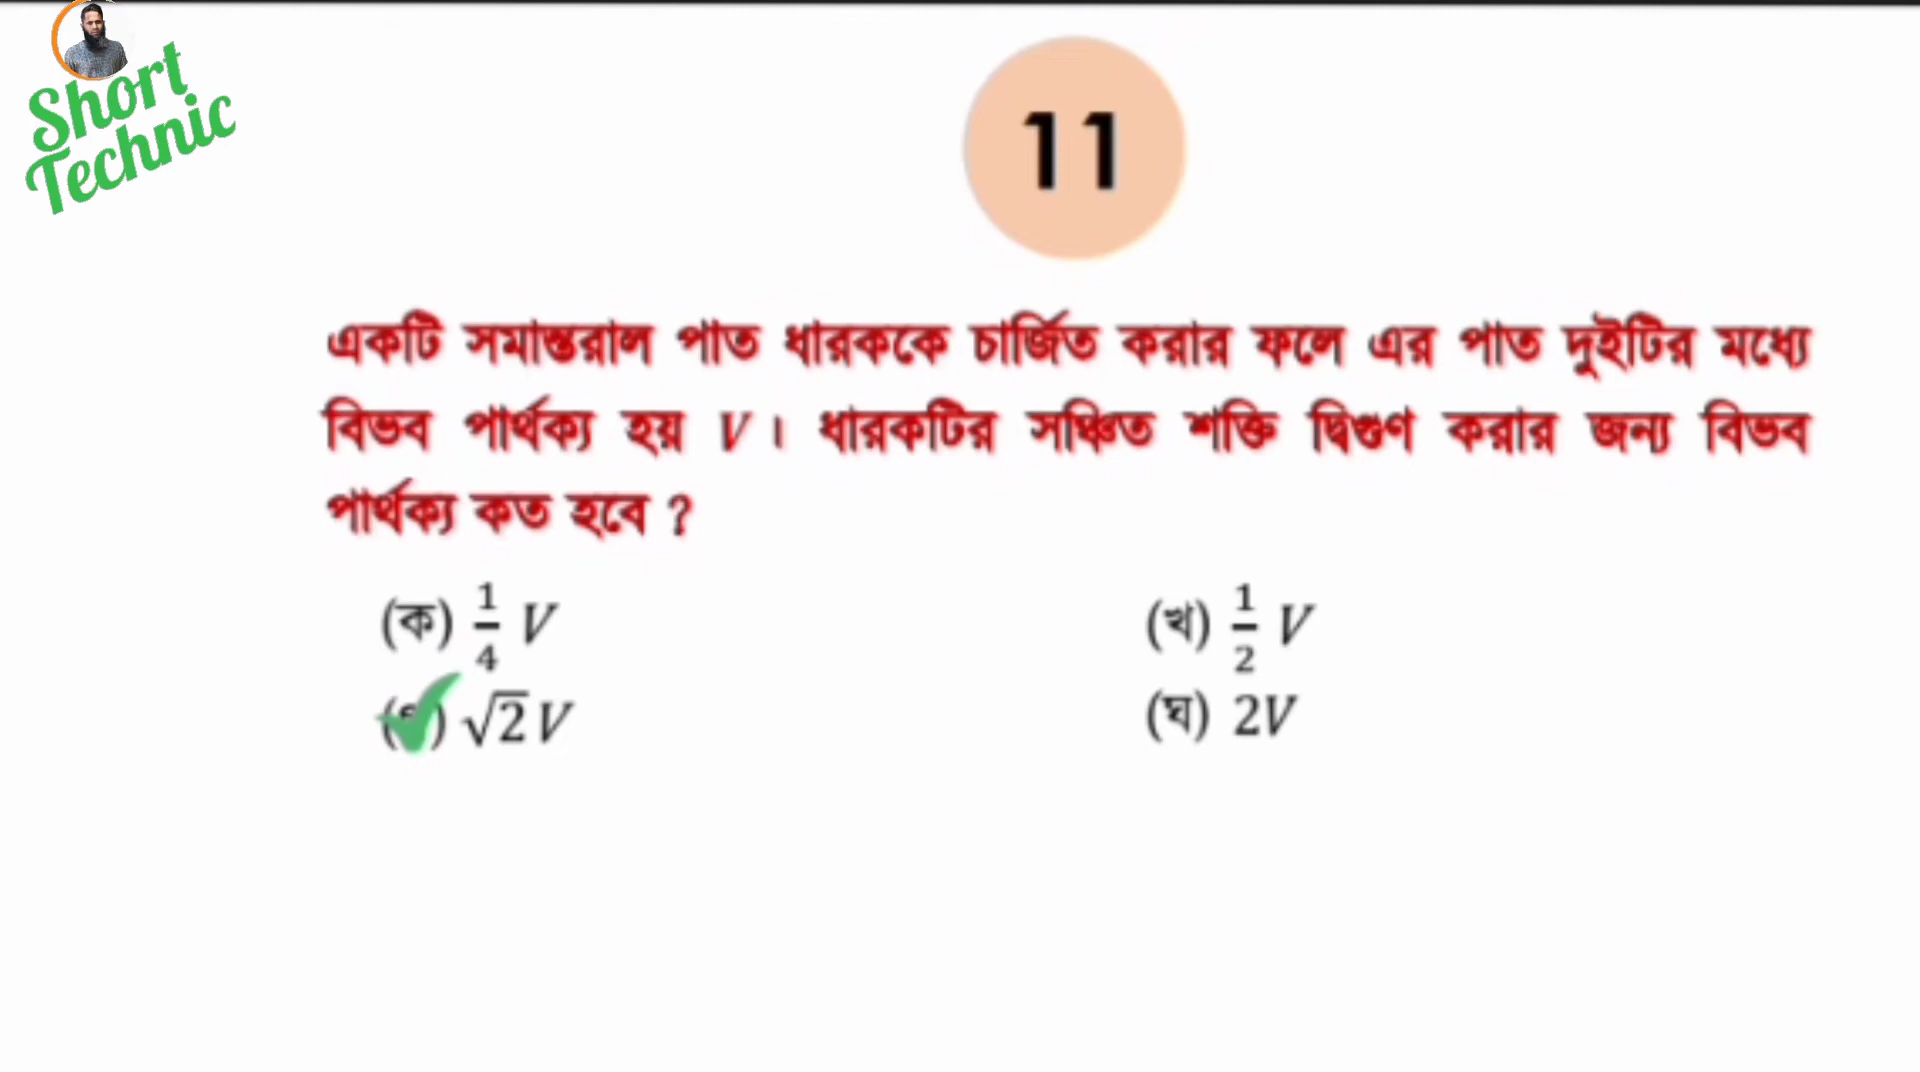 Short
Technic
11
একটি সমান্তরাল পাত ধারককে চার্জিত করার ফলে এর পাত দুইটির মধ্যে
বিভব পার্থক্য হয় V । ধারকটির সঞ্চিত শক্তি দ্বিগুণ করার জন্য বিভব
পার্থক্য কত হবে ?
(ক) 1/4 V (খ) 1/2 V
√2V (ঘ) 2V